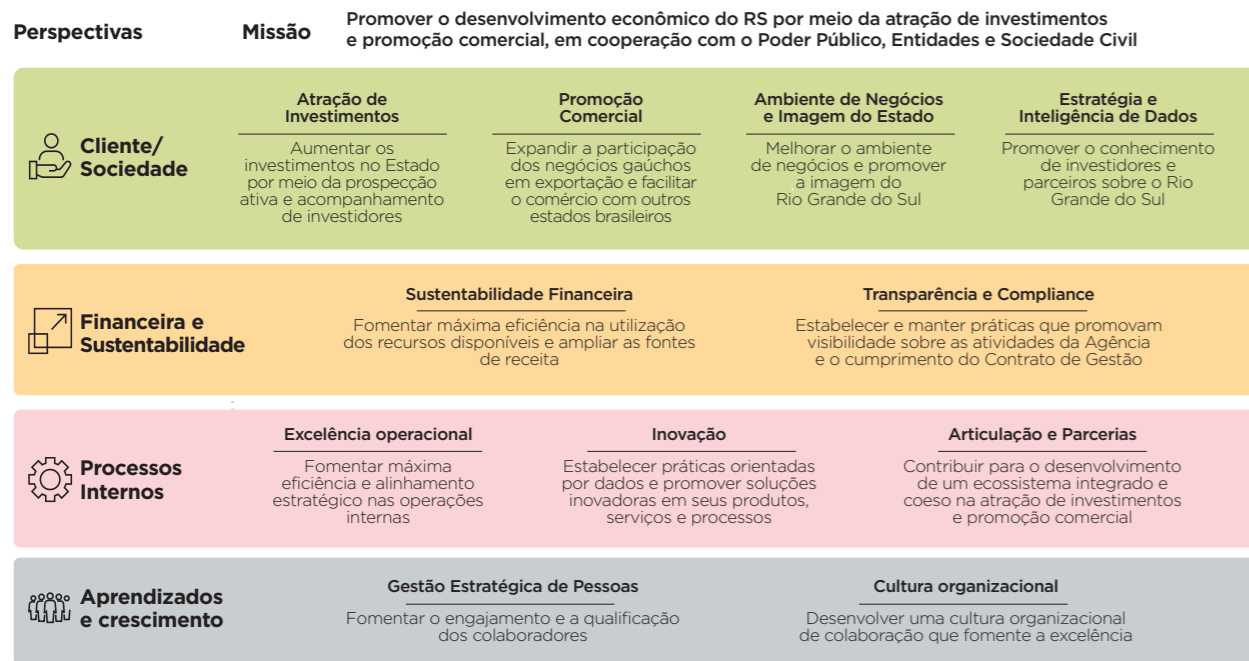 Perspectivas
Missão
Promover o desenvolvimento econômico do RS por meio da atração de investimentos
e promoção comercial, em cooperação com o Poder Público, Entidades e Sociedade Civil
Cliente/
Sociedade
Atração de
Investimentos
Aumentar os
investimentos no Estado
por meio da prospecção
ativa e acompanhamento
de investidores
Promoção
Comercial
Expandir a participação
dos negócios gaúchos
em exportação e facilitar
o comércio com outros
estados brasileiros
Ambiente de Negócios
e Imagem do Estado
Melhorar o ambiente
de negócios e promover
a imagem do
Rio Grande do Sul
Estratégia e
Inteligência de Dados
Promover o conhecimento
de investidores e
parceiros sobre o Rio
Grande do Sul
Financeira e
Sustentabilidade
Sustentabilidade Financeira
Fomentar máxima eficiência na utilização
dos recursos disponíveis e ampliar as fontes
de receita
Transparência e Compliance
Estabelecer e manter práticas que promovam
visibilidade sobre as atividades da Agência
e o cumprimento do Contrato de Gestão
Processos
Internos
Excelência operacional
Fomentar máxima
eficiência e alinhamento
estratégico nas operações
internas
Inovação
Estabelecer práticas orientadas
por dados e promover soluções
inovadoras em seus produtos,
serviços e processos
Articulação e Parcerias
Contribuir para o desenvolvimento
de um ecossistema integrado e
coeso na atração de investimentos
e promoção comercial
Aprendizados
e crescimento
Gestão Estratégica de Pessoas
Fomentar o engajamento e a qualificação
dos colaboradores
Cultura organizacional
Desenvolver uma cultura organizacional
de colaboração que fomente a excelência